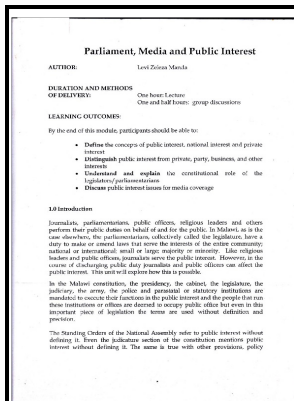 Parliament, Media and Public Interest
AUTHOR: Levi Zeleza Manda
DURATION AND METHODS
OF DELIVERY: One hour: Lecture
One and half hours: group discussions
LEARNING OUTCOMES:
By the end of this module, participants should be able to:
• Define the concepts of public interest, national interest and private
interest
• Distinguish public interest from private, party, business, and other
interests
• Understand and explain the constitutional role of the
legislators/parliamentarians
• Discuss public interest issues for media coverage
1.0 Introduction
Journalists, parliamentarians, public officers, religious leaders and others
perform their public duties on behalf of and for the public. In Malawi, as is the
case elsewhere, the parliamentarians, collectively called the legislature, have a
duty to make or amend laws that serve the interests of the entire community;
national or international; small or large; majority or minority. Like religious
leaders and public officers, journalists serve the public interest. However, in the
course of discharging public duty journalists and public officers can affect the
public interest. This unit will explore how this is possible.
In the Malawi constitution, the presidency, the cabinet, the legislature, the
judiciary, the army, the police and parastatal or statutory institutions are
mandated to execute their functions in the public interest and the people that run
these institutions or offices are deemed to occupy public office but even in this
important piece of legislation the terms are used without definition and
precision.
The Standing Orders of the National Assembly refer to public interest without
defining it. Even the judicature section of the constitution mentions public
interest without defining it. The same is true with other provisions, policy